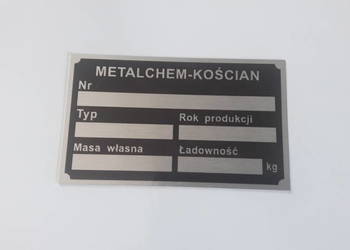 METALCHEM-KOŚCIAN
Nr
Typ Rok produkcji
Masa własna Ładowność
kg